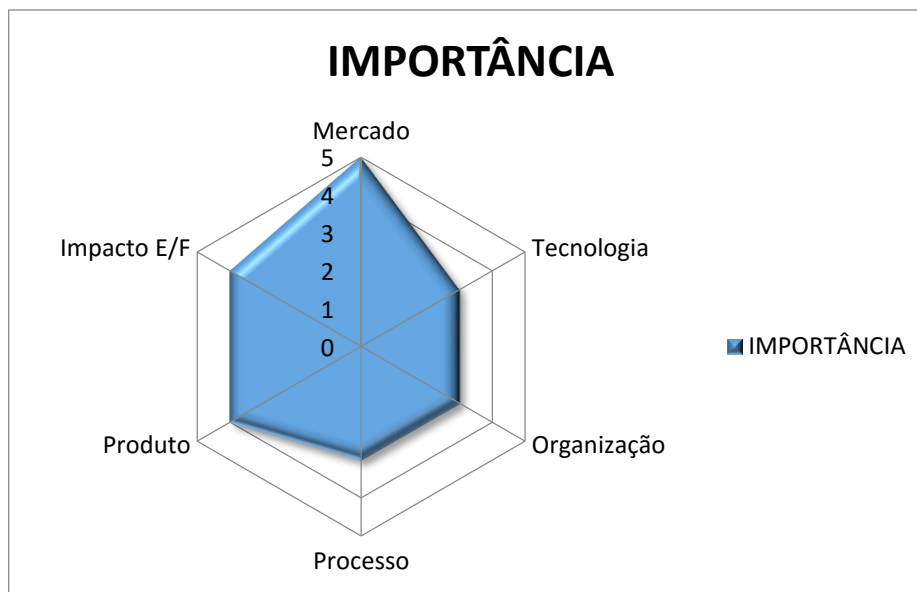 IMPORTÂNCIA
Mercado
5
4
3
2
1
0
Impacto E/F
Tecnologia
IMPORTÂNCIA
Produto
Organização
Processo